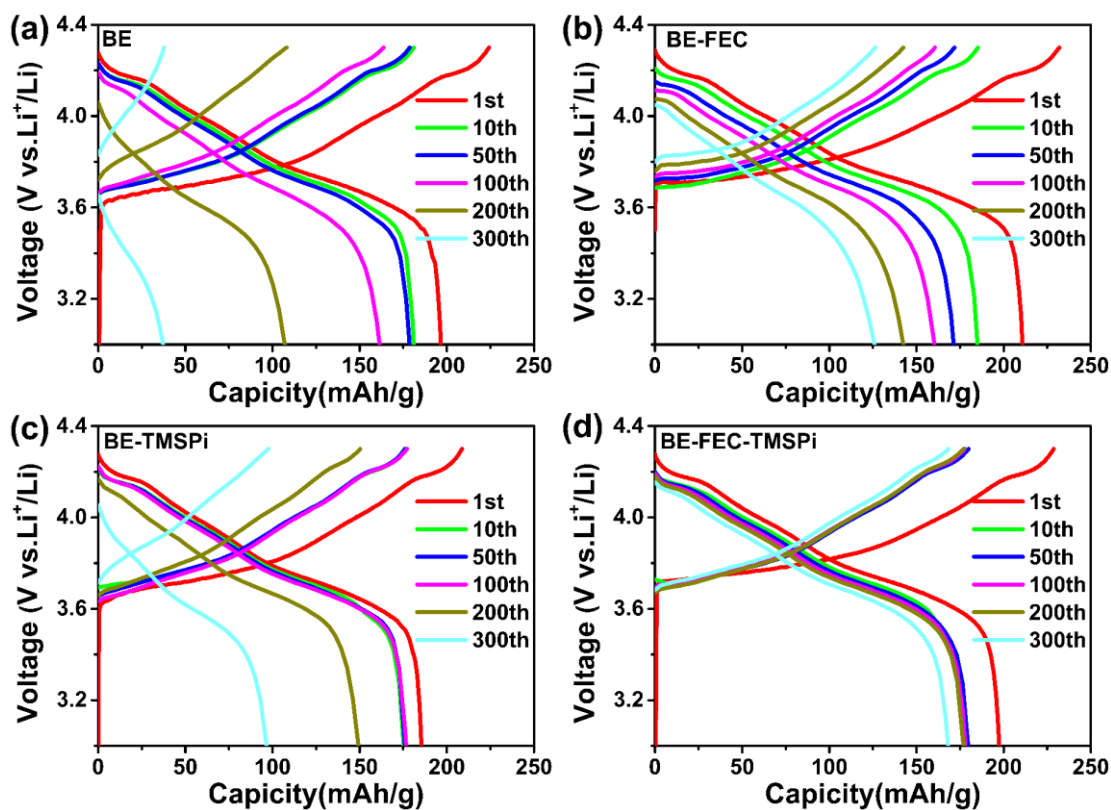 (a) BE
4.4
4.0
3.6
3.2
Voltage (V vs.Li⁺/Li)
1st
10th
50th
100th
200th
300th
0 50 100 150 200 250
Capicity(mAh/g)
(b) BE-FEC
4.4
4.0
3.6
3.2
Voltage (V vs.Li⁺/Li)
1st
10th
50th
100th
200th
300th
0 50 100 150 200 250
Capicity(mAh/g)
(c) BE-TMSPi
4.4
4.0
3.6
3.2
Voltage (V vs.Li⁺/Li)
1st
10th
50th
100th
200th
300th
0 50 100 150 200 250
Capicity(mAh/g)
(d) BE-FEC-TMSPi
4.4
4.0
3.6
3.2
Voltage (V vs.Li⁺/Li)
1st
10th
50th
100th
200th
300th
0 50 100 150 200 250
Capicity(mAh/g)